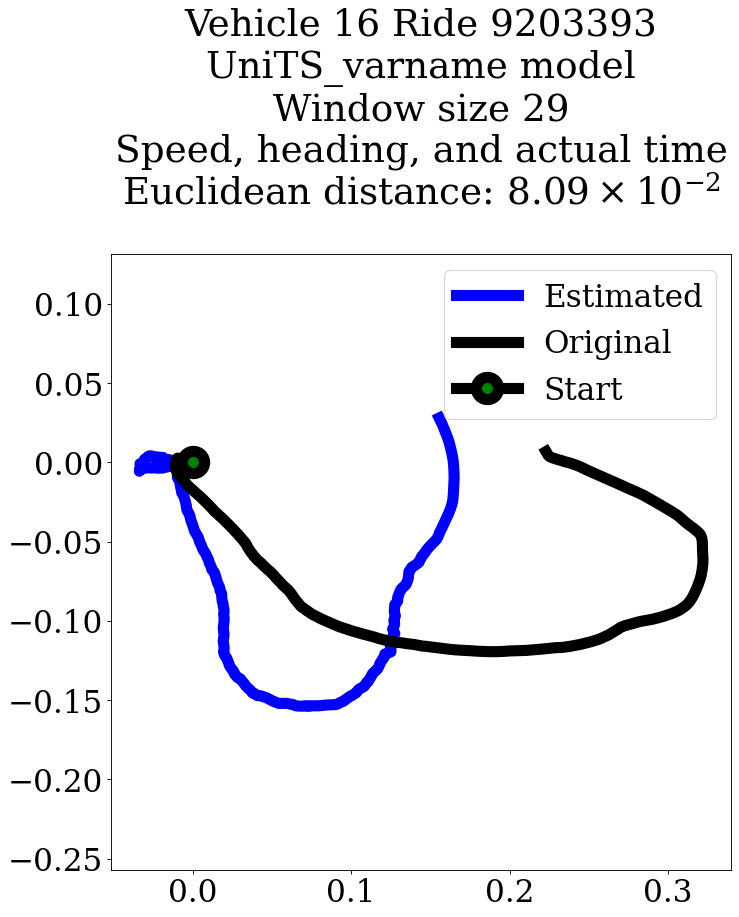 Vehicle 16 Ride 9203393
UniTS_varname model
Window size 29
Speed, heading, and actual time
Euclidean distance: 8.09 × 10⁻²
Estimated
Original
Start
0.10
0.05
0.00
−0.05
−0.10
−0.15
−0.20
−0.25
0.0 0.1 0.2 0.3